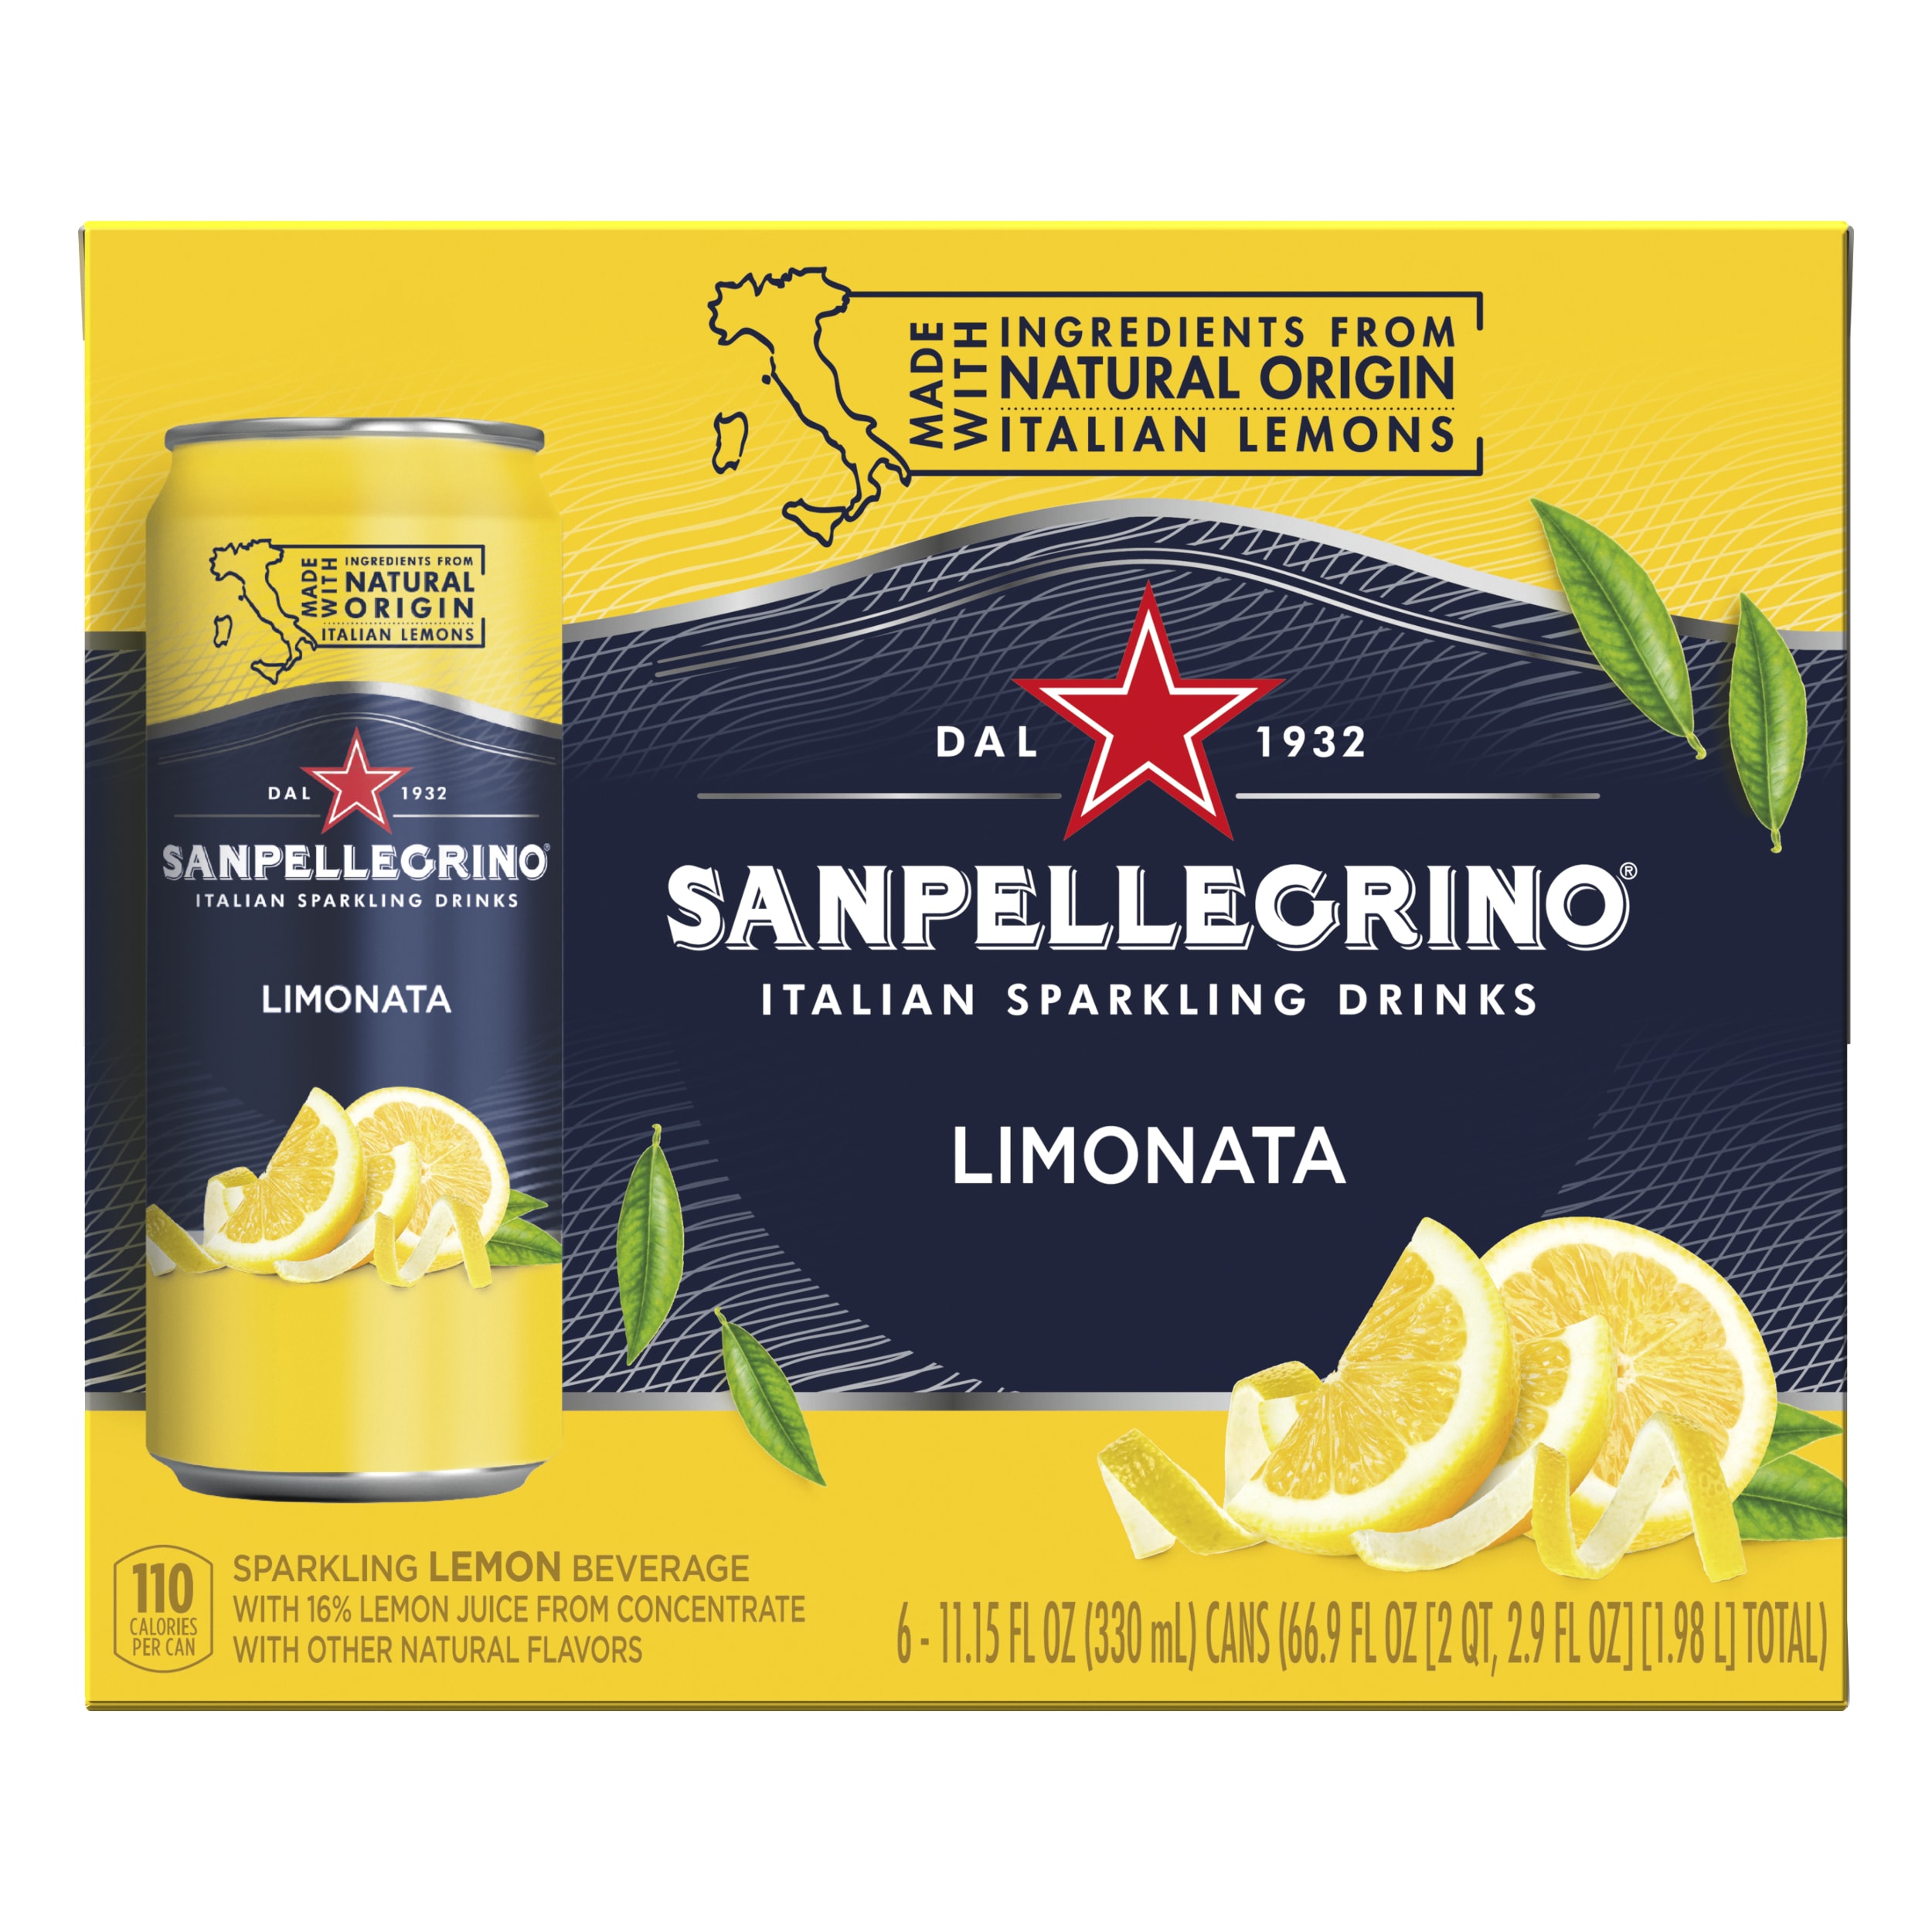 MADE WITH
INGREDIENTS FROM
NATURAL ORIGIN
ITALIAN LEMONS
DAL 1932
SANPELLEGRINO®
ITALIAN SPARKLING DRINKS
LIMONATA
MADE WITH
INGREDIENTS FROM
NATURAL
ORIGIN
ITALIAN LEMONS
DAL 1932
SANPELLEGRINO®
ITALIAN SPARKLING DRINKS
LIMONATA
110
CALORIES
PER CAN
SPARKLING LEMON BEVERAGE
WITH 16% LEMON JUICE FROM CONCENTRATE
WITH OTHER NATURAL FLAVORS
6 - 11.15 FL OZ (330 mL) CANS (66.9 FL OZ [2 QT, 2.9 FL OZ] [1.98 L] TOTAL)